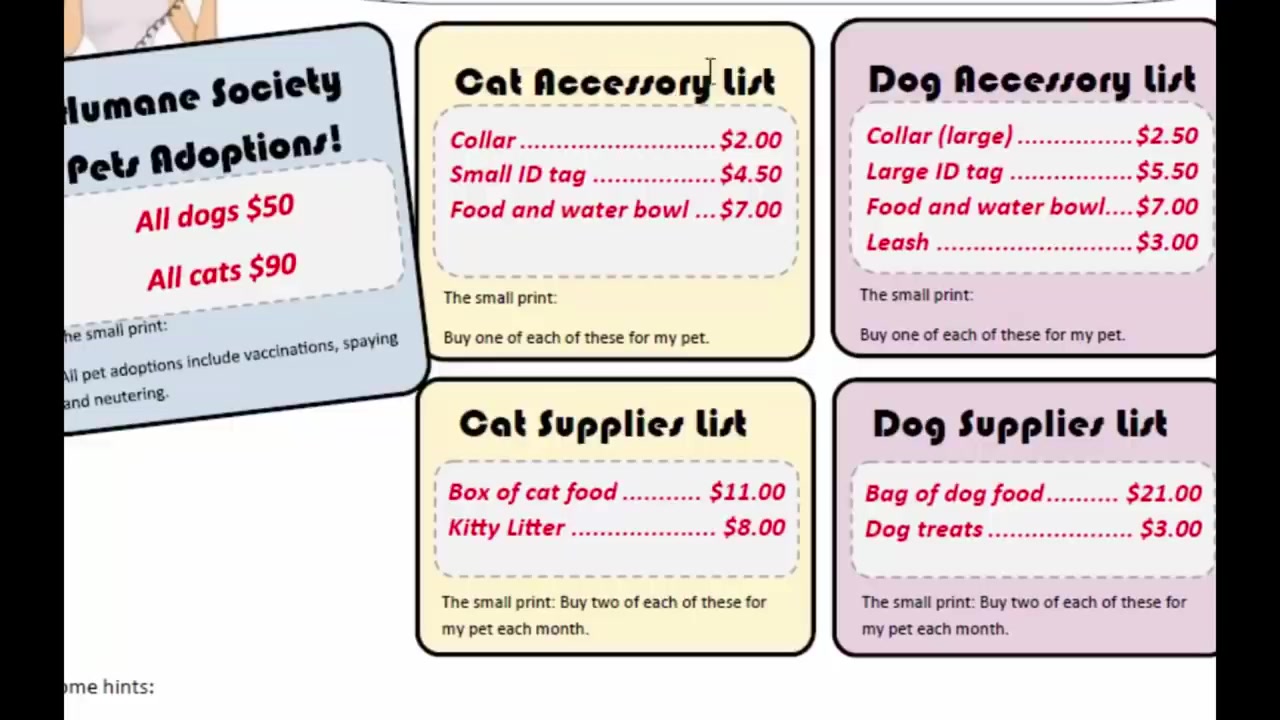 Humane Society
Pets Adoptions!
All dogs $50
All cats $90
he small print:
All pet adoptions include vaccinations, spaying
and neutering.
Cat Accessory List
Collar ........................... $2.00
Small ID tag ................. $4.50
Food and water bowl ... $7.00
The small print:
Buy one of each of these for my pet.
Dog Accessory List
Collar (large) ................ $2.50
Large ID tag ................. $5.50
Food and water bowl.... $7.00
Leash ........................... $3.00
The small print:
Buy one of each of these for my pet.
Cat Supplies List
Box of cat food ........... $11.00
Kitty Litter .................... $8.00
The small print: Buy two of each of these for
my pet each month.
Dog Supplies List
Bag of dog food.......... $21.00
Dog treats .................... $3.00
The small print: Buy two of each of these for
my pet each month.
ome hints: